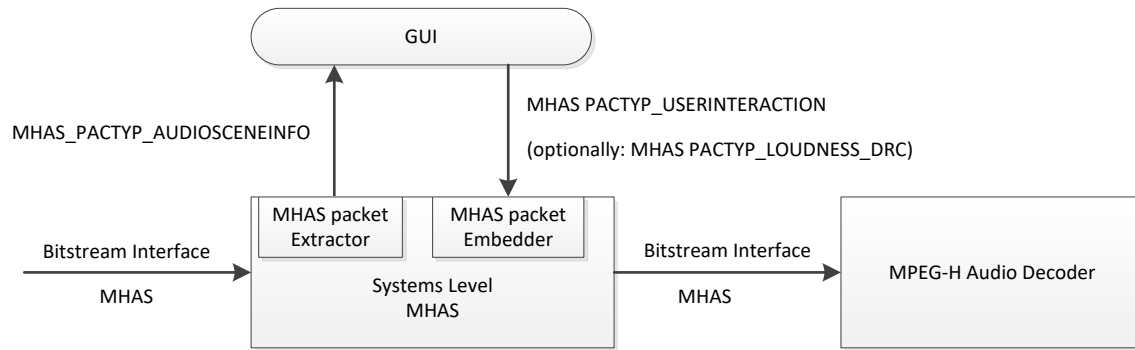 GUI
MHAS_PACTYP_AUDIOSCENEINFO
MHAS PACTYP_USERINTERACTION
(optionally: MHAS PACTYP_LOUDNESS_DRC)
MHAS packet
Extractor
MHAS packet
Embedder
Bitstream Interface
MHAS
Systems Level
MHAS
Bitstream Interface
MHAS
MPEG-H Audio Decoder